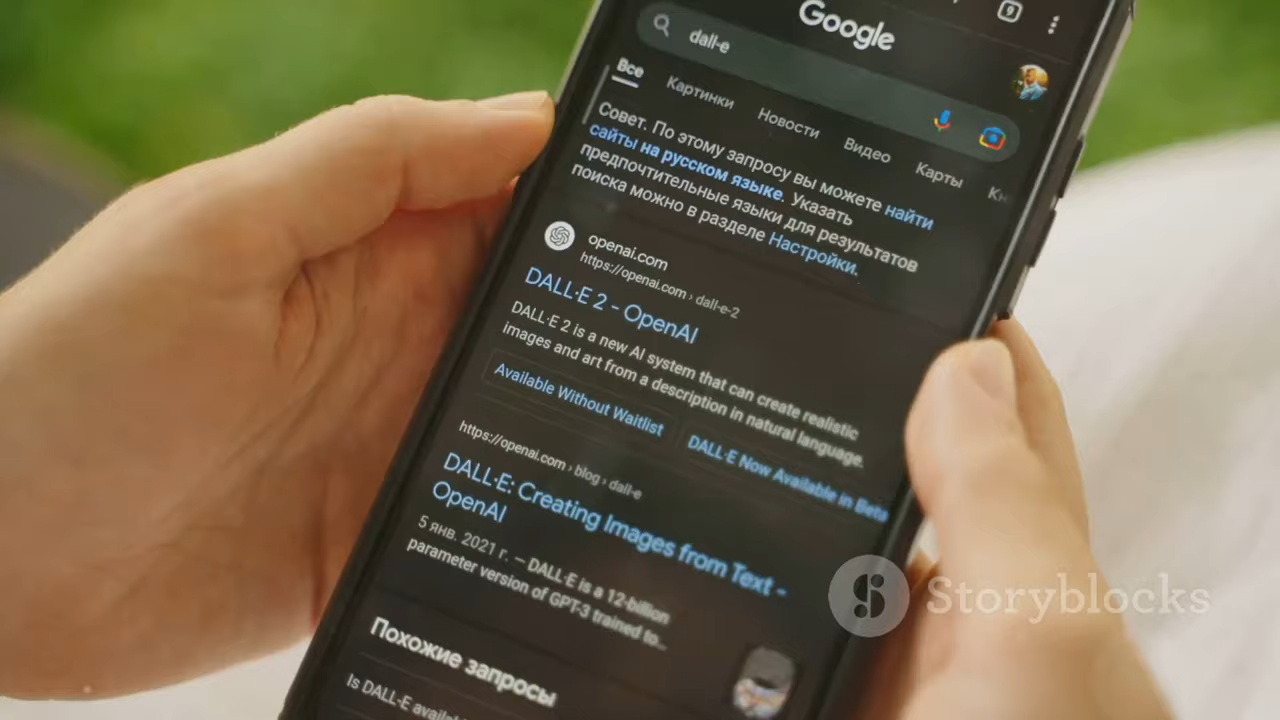 9
Google
dall-e
Все Картинки Новости Видео Карты
Совет. По этому запросу вы можете найти
сайты на русском языке. Указать
предпочтительные языки для результатов
поиска можно в разделе Настройки.
openai.com
https://openai.com › dall-e-2
DALL·E 2 - OpenAI
DALL·E 2 is a new AI system that can create realistic
images and art from a description in natural language.
Available Without Waitlist DALL·E Now Available in Beta
https://openai.com › blog › dall-e
DALL·E: Creating Images from Text -
OpenAI
5 янв. 2021 г. — DALL·E is a 12-billion
parameter version of GPT-3 trained to...
Похожие запросы
Is DALL-E
Storyblocks